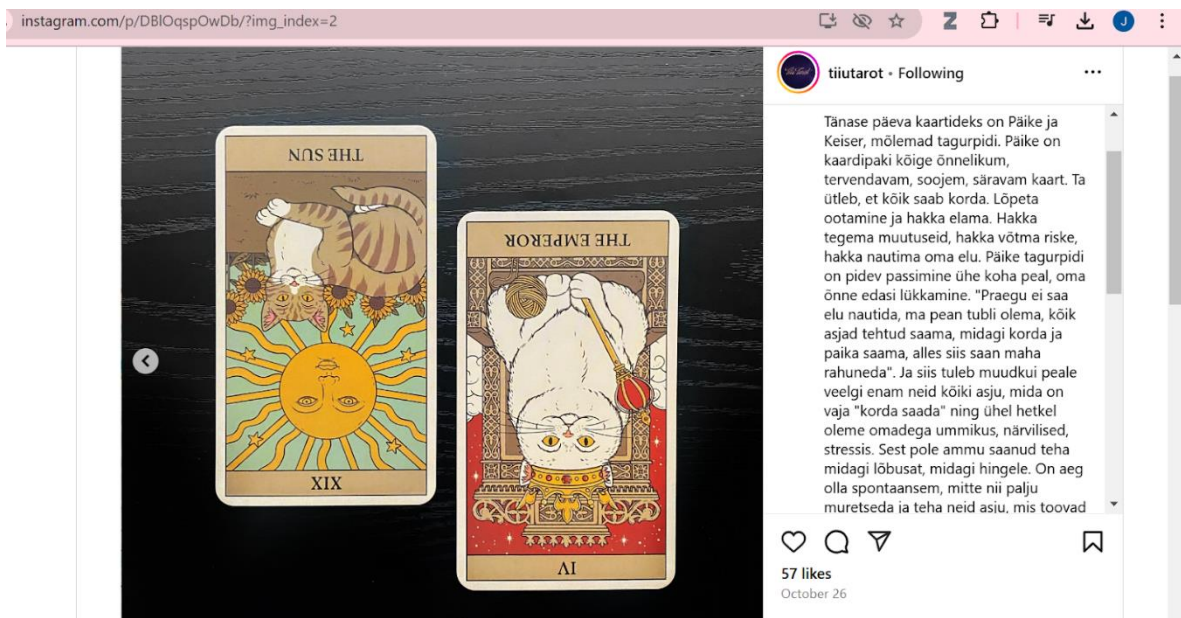 instagram.com/p/DBlOqspOwDb/?img_index=2
Z
J
THE SUN
XIX
THE EMPEROR
IV
tiiutarot • Following
Tänase päeva kaartideks on Päike ja
Keiser, mõlemad tagurpidi. Päike on
kaardipaki kõige õnnelikum,
tervendavam, soojem, säravam kaart. Ta
ütleb, et kõik saab korda. Lõpeta
ootamine ja hakka elama. Hakka
tegema muutuseid, hakka võtma riske,
hakka nautima oma elu. Päike tagurpidi
on pidev passimine ühe koha peal, oma
õnne edasi lükkamine. "Praegu ei saa
elu nautida, ma pean tubli olema, kõik
asjad tehtud saama, midagi korda ja
paika saama, alles siis saan maha
rahuneda". Ja siis tuleb muudkui peale
veelgi enam neid kõiki asju, mida on
vaja "korda saada" ning ühel hetkel
oleme omadega ummikus, närvilised,
stressis. Sest pole ammu saanud teha
midagi lõbusat, midagi hingele. On aeg
olla spontaansem, mitte nii palju
muretseda ja teha neid asju, mis toovad
57 likes
October 26